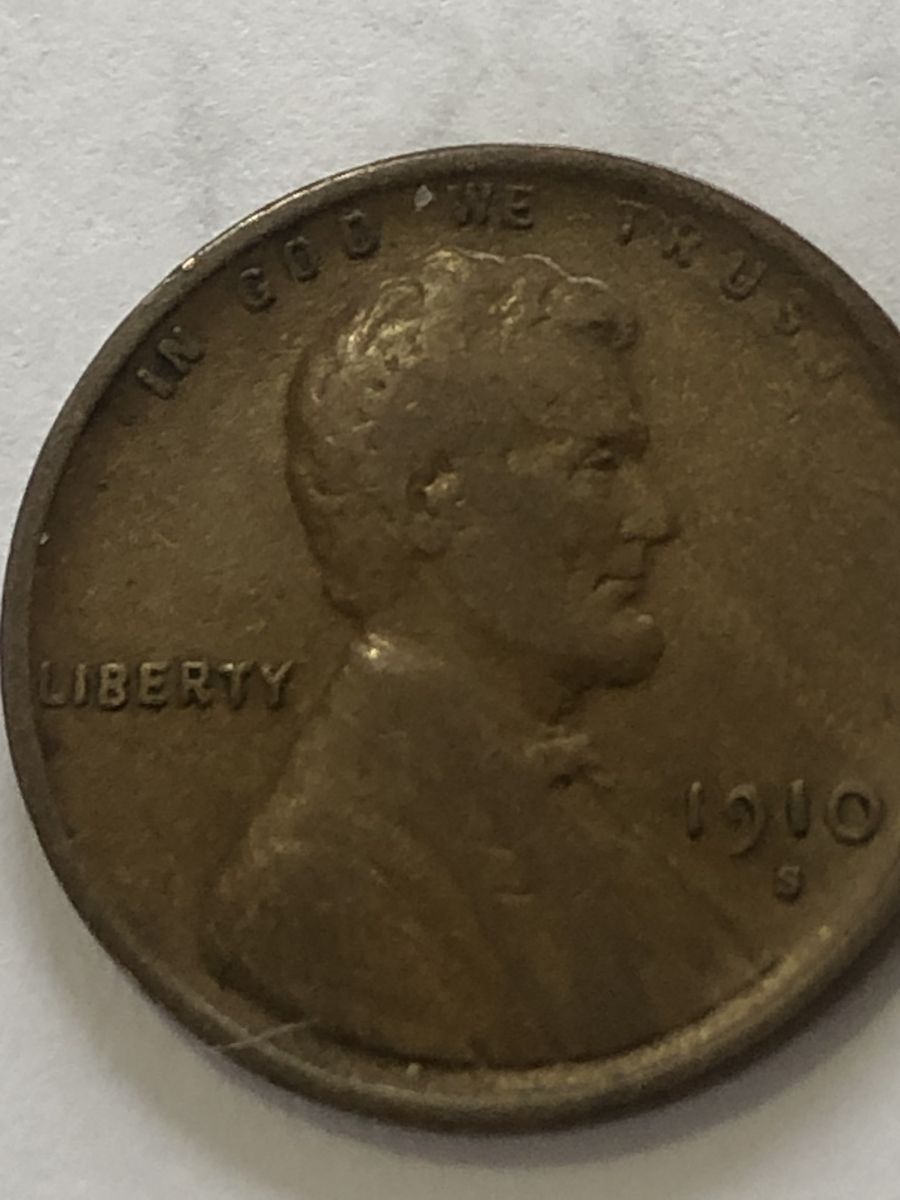 IN GOD WE TRUST
LIBERTY
1910
S